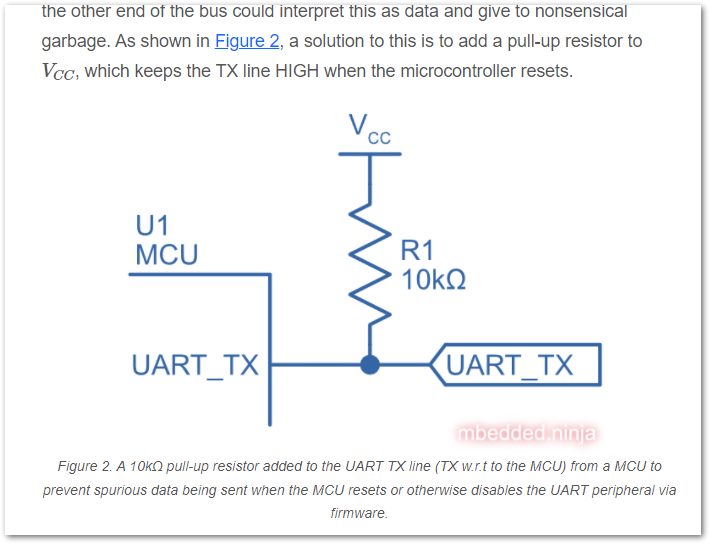 the other end of the bus could interpret this as data and give to nonsensical
garbage. As shown in Figure 2, a solution to this is to add a pull-up resistor to
VCC, which keeps the TX line HIGH when the microcontroller resets.
VCC
U1
MCU
R1
10kΩ
UART_TX
UART_TX
mbedded.ninja
Figure 2. A 10kΩ pull-up resistor added to the UART TX line (TX w.r.t to the MCU) from a MCU to
prevent spurious data being sent when the MCU resets or otherwise disables the UART peripheral via
firmware.